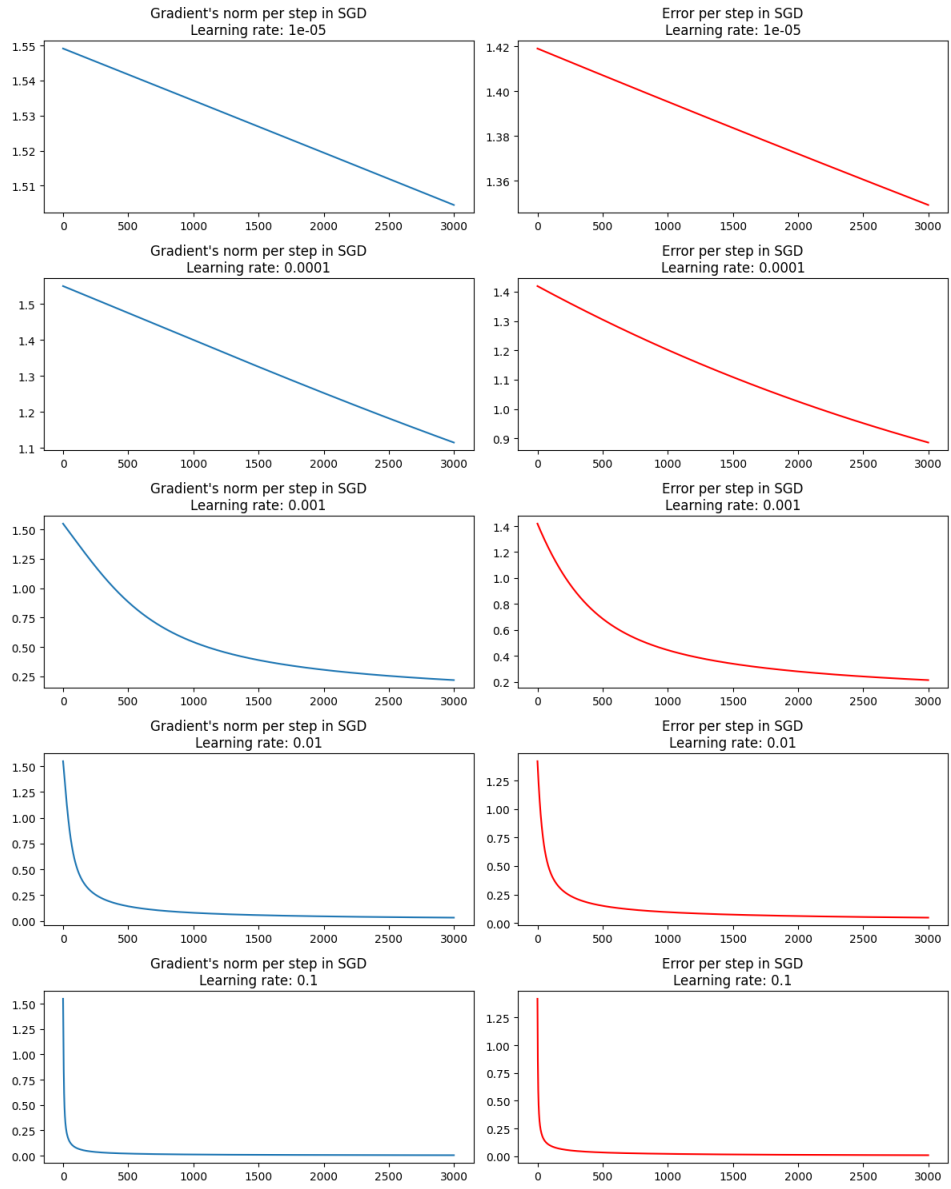 Gradient's norm per step in SGD
Learning rate: 1e-05
1.55
1.54
1.53
1.52
1.51
0 500 1000 1500 2000 2500 3000
Error per step in SGD
Learning rate: 1e-05
1.42
1.40
1.38
1.36
0 500 1000 1500 2000 2500 3000
Gradient's norm per step in SGD
Learning rate: 0.0001
1.5
1.4
1.3
1.2
1.1
0 500 1000 1500 2000 2500 3000
Error per step in SGD
Learning rate: 0.0001
1.4
1.3
1.2
1.1
1.0
0.9
0 500 1000 1500 2000 2500 3000
Gradient's norm per step in SGD
Learning rate: 0.001
1.50
1.25
1.00
0.75
0.50
0.25
0 500 1000 1500 2000 2500 3000
Error per step in SGD
Learning rate: 0.001
1.4
1.2
1.0
0.8
0.6
0.4
0.2
0 500 1000 1500 2000 2500 3000
Gradient's norm per step in SGD
Learning rate: 0.01
1.50
1.25
1.00
0.75
0.50
0.25
0.00
0 500 1000 1500 2000 2500 3000
Error per step in SGD
Learning rate: 0.01
1.25
1.00
0.75
0.50
0.25
0.00
0 500 1000 1500 2000 2500 3000
Gradient's norm per step in SGD
Learning rate: 0.1
1.50
1.25
1.00
0.75
0.50
0.25
0.00
0 500 1000 1500 2000 2500 3000
Error per step in SGD
Learning rate: 0.1
1.25
1.00
0.75
0.50
0.25
0.00
0 500 1000 1500 2000 2500 3000